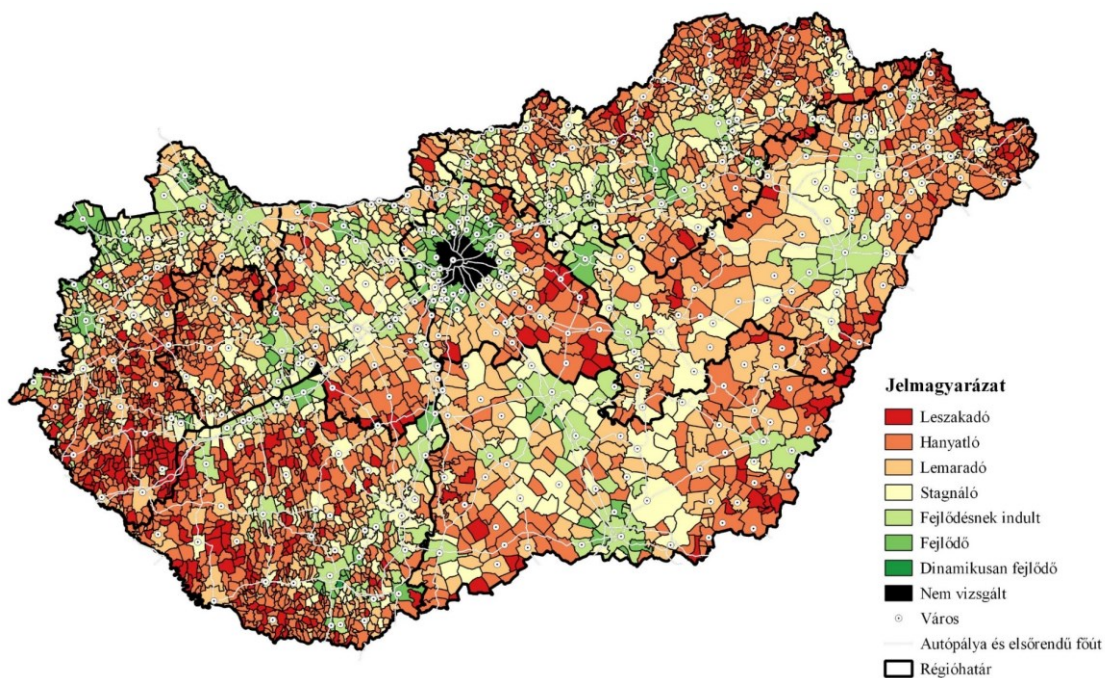 Jelmagyarázat
Leszakadó
Hanyatló
Lemaradó
Stagnáló
Fejlődésnek indult
Fejlődő
Dinamikusan fejlődő
Nem vizsgált
Város
Autópálya és elsőrendű főút
Régióhatár